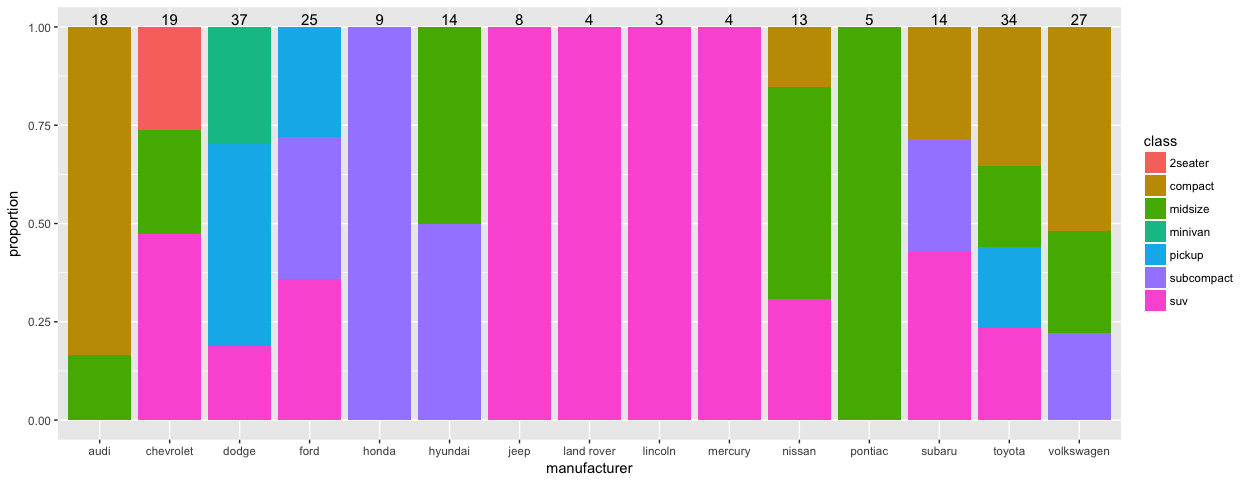 18 19 37 25 9 14 8 4 3 4 13 5 14 34 27
1.00
0.75
0.50
0.25
0.00
proportion
audi chevrolet dodge ford honda hyundai jeep land rover lincoln mercury nissan pontiac subaru toyota volkswagen
manufacturer
class
2seater
compact
midsize
minivan
pickup
subcompact
suv